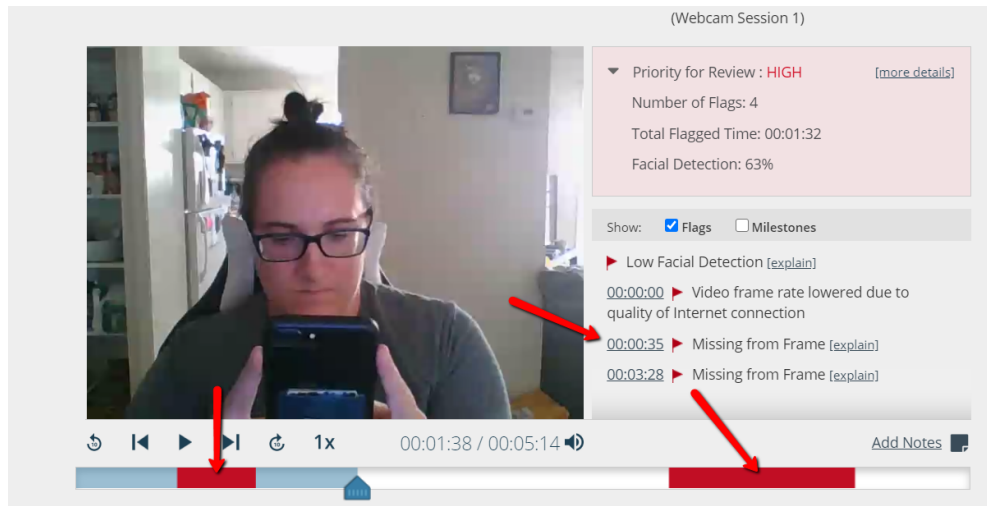 (Webcam Session 1)
Priority for Review : HIGH [more details]
Number of Flags: 4
Total Flagged Time: 00:01:32
Facial Detection: 63%
Show: Flags Milestones
Low Facial Detection [explain]
00:00:00 Video frame rate lowered due to
quality of Internet connection
00:00:35 Missing from Frame [explain]
00:03:28 Missing from Frame [explain]
10 10 1x 00:01:38 / 00:05:14 Add Notes